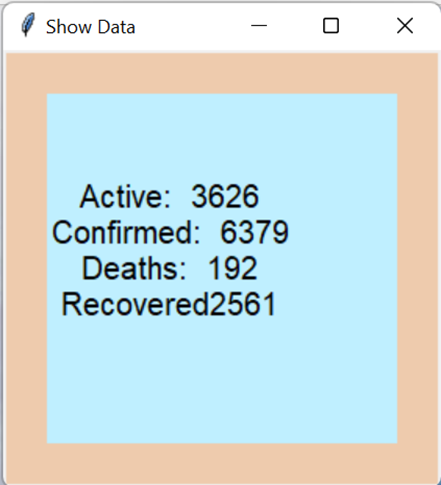 Show Data
Active: 3626
Confirmed: 6379
Deaths: 192
Recovered2561